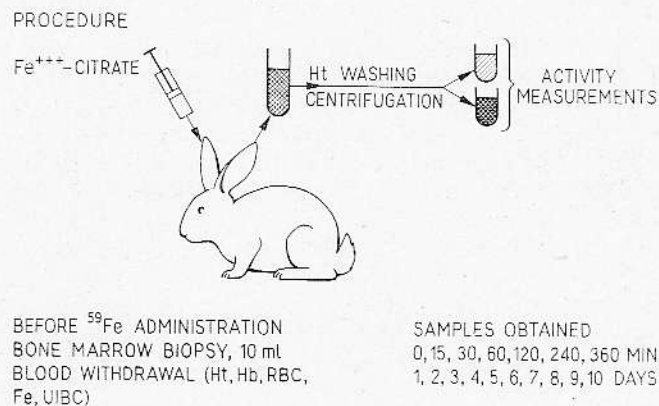 PROCEDURE
Fe+++-CITRATE
Ht WASHING
CENTRIFUGATION
ACTIVITY
MEASUREMENTS
BEFORE 59Fe ADMINISTRATION
BONE MARROW BIOPSY, 10 ml
BLOOD WITHDRAWAL (Ht, Hb, RBC,
Fe, UIBC)
SAMPLES OBTAINED
0,15, 30, 60,120, 240, 360 MIN
1, 2, 3, 4, 5, 6, 7, 8, 9,10 DAYS